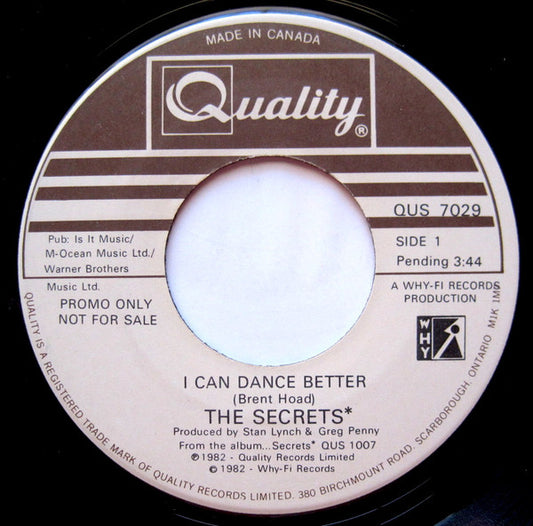 MADE IN CANADA
Quality®
QUS 7029
Pub: Is It Music/
M-Ocean Music Ltd./
Warner Brothers
Music Ltd.
SIDE 1
Pending 3:44
PROMO ONLY
NOT FOR SALE
A WHY-FI RECORDS
PRODUCTION
WHY
I CAN DANCE BETTER
(Brent Hoad)
THE SECRETS*
Produced by Stan Lynch & Greg Penny
From the album...Secrets* QUS 1007
℗1982 - Quality Records Limited
©1982 - Why-Fi Records
QUALITY IS A REGISTERED TRADE MARK OF QUALITY RECORDS LIMITED. 380 BIRCHMOUNT ROAD. SCARBOROUGH, ONTARIO M1K 1M5